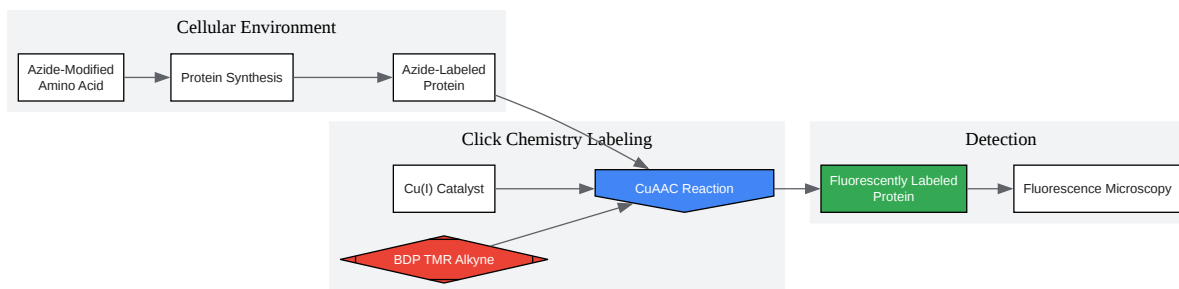 Cellular Environment
Azide-Modified
Amino Acid
Protein Synthesis
Azide-Labeled
Protein
Click Chemistry Labeling
Cu(I) Catalyst
CuAAC Reaction
BDP TMR Alkyne
Detection
Fluorescently Labeled
Protein
Fluorescence Microscopy